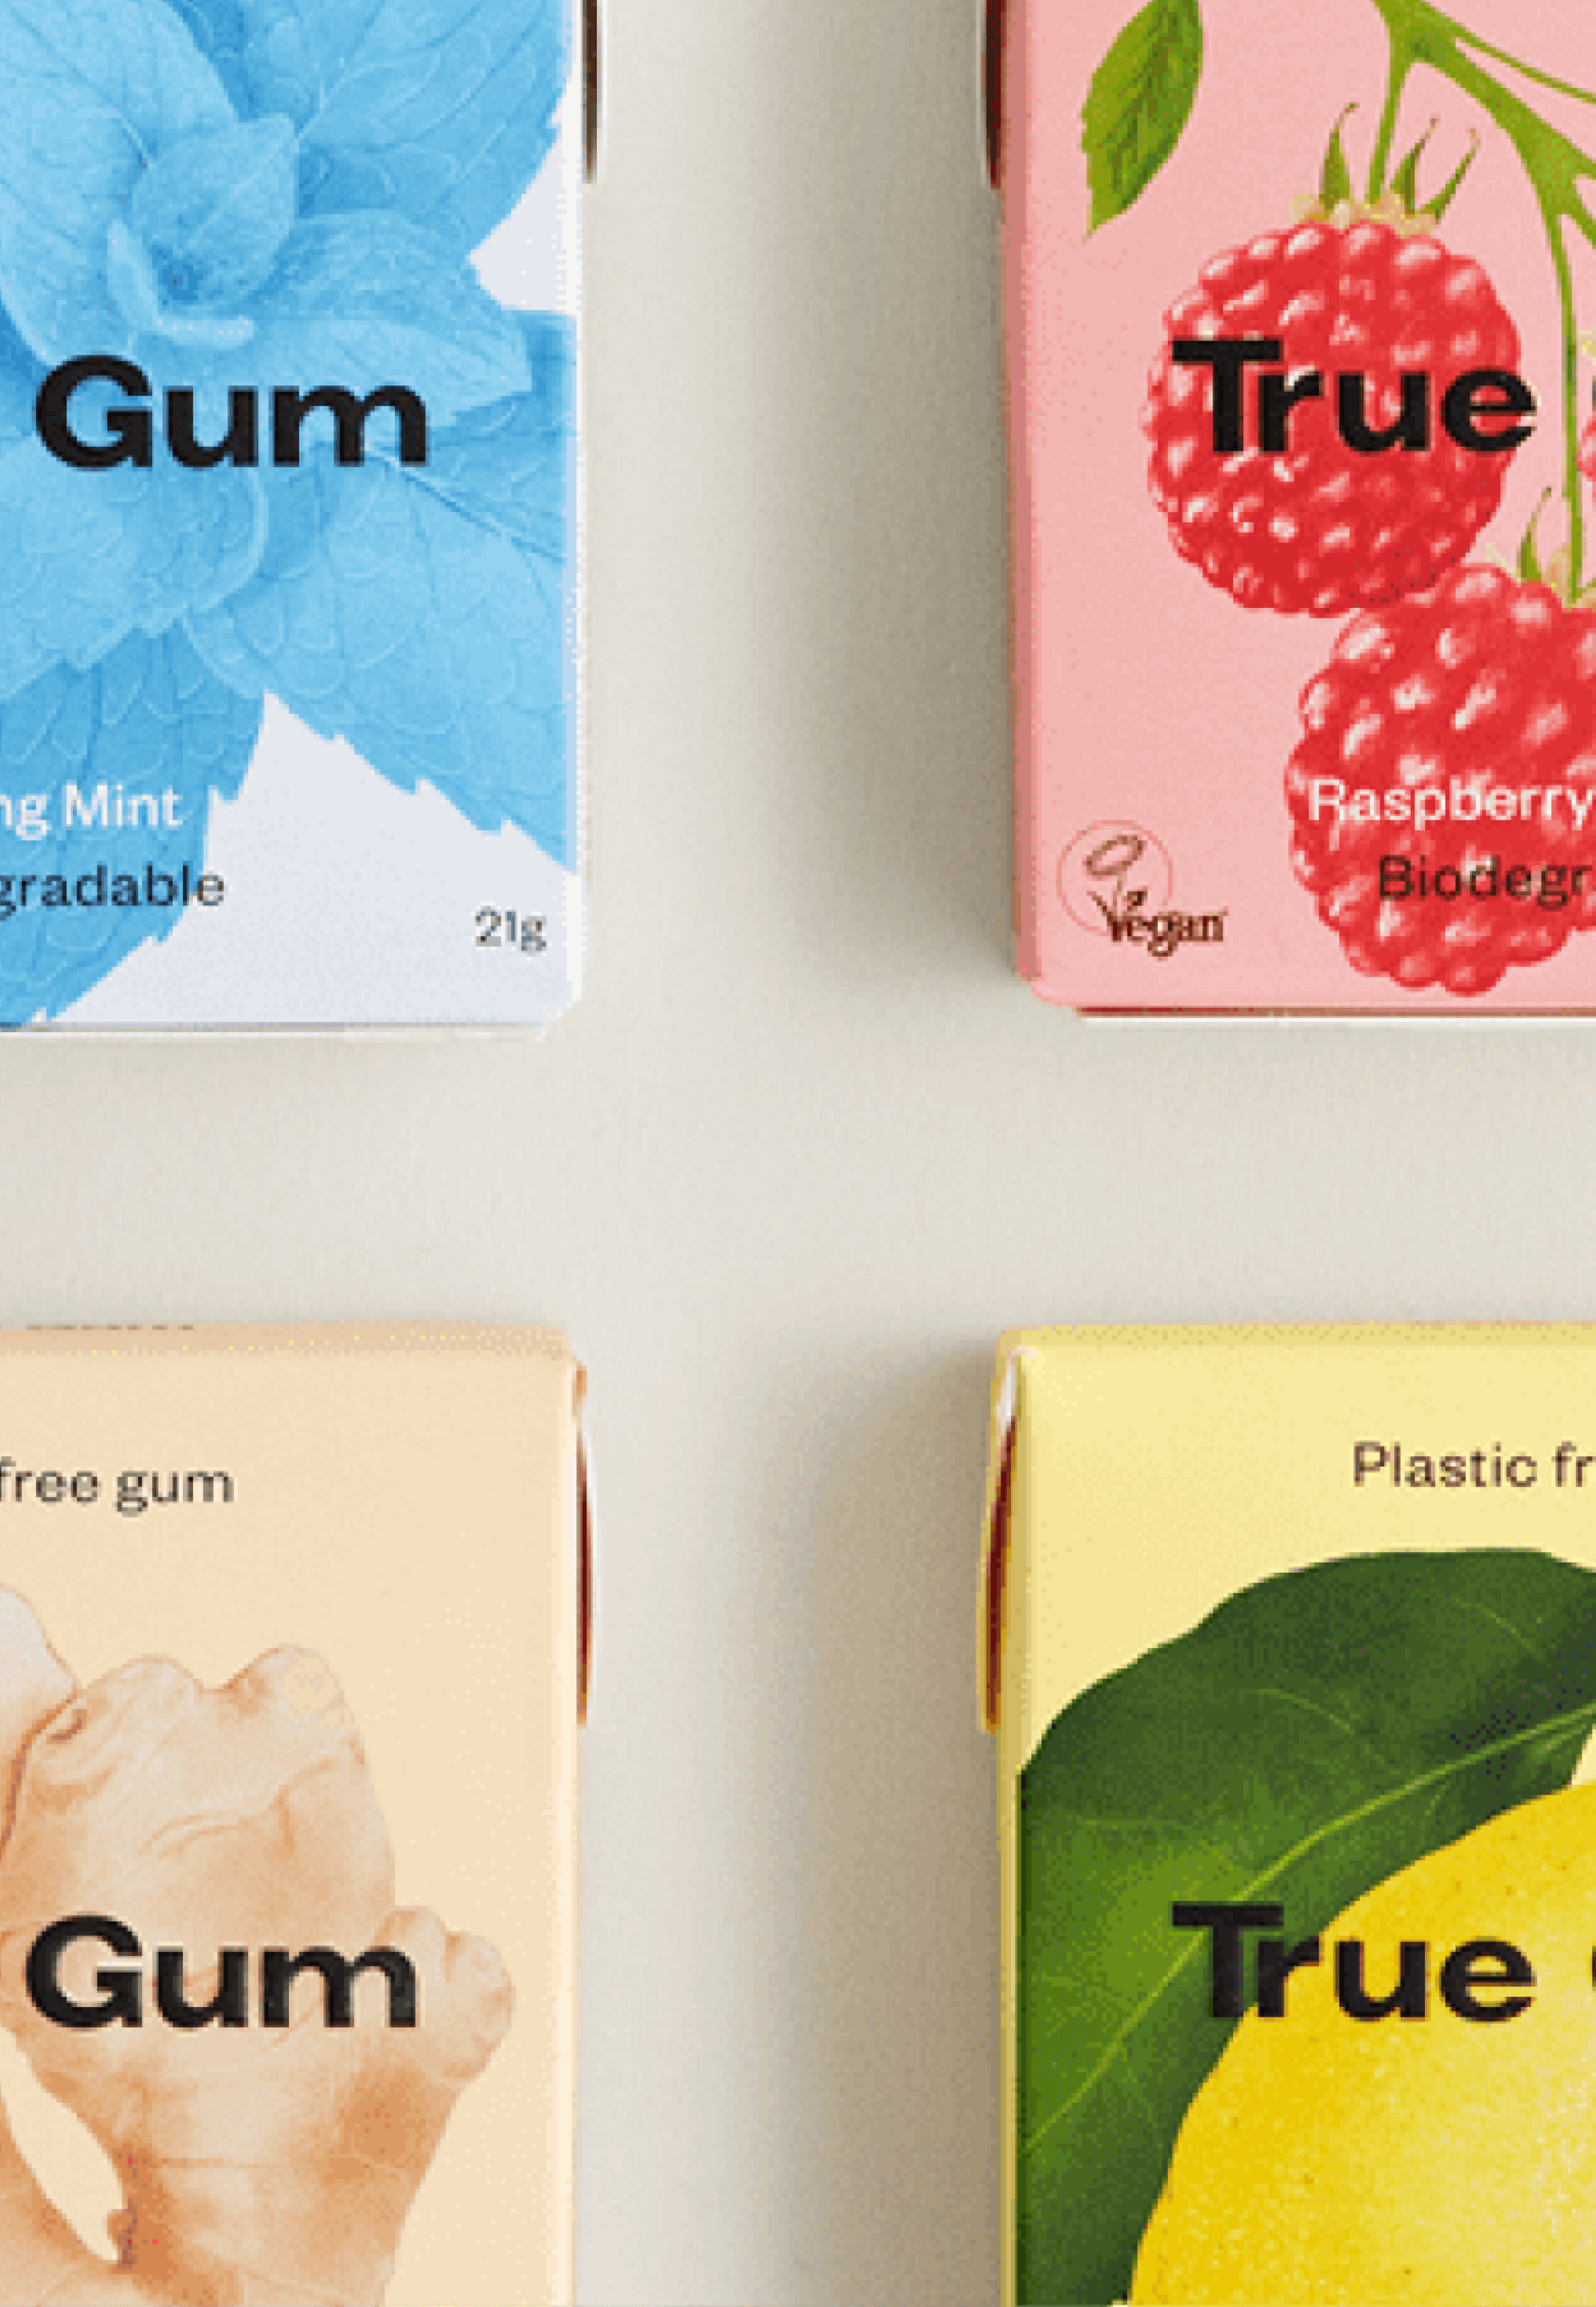 Gum
ng Mint
gradable
21g
True
Raspberry
Biodegr
Vegan
free gum
Gum
Plastic fr
True